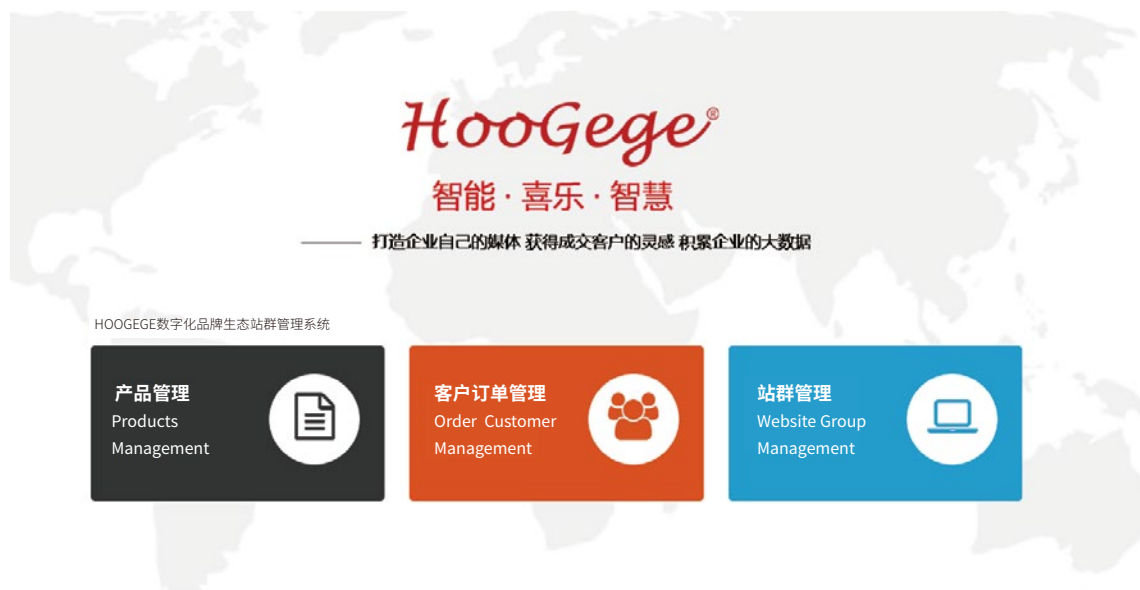 HooGege®
智能·喜乐·智慧
打造企业自己的媒体 获得成交客户的灵感 积累企业的大数据
HOOGEGE数字化品牌生态站群管理系统
产品管理
Products
Management
客户订单管理
Order Customer
Management
站群管理
Website Group
Management